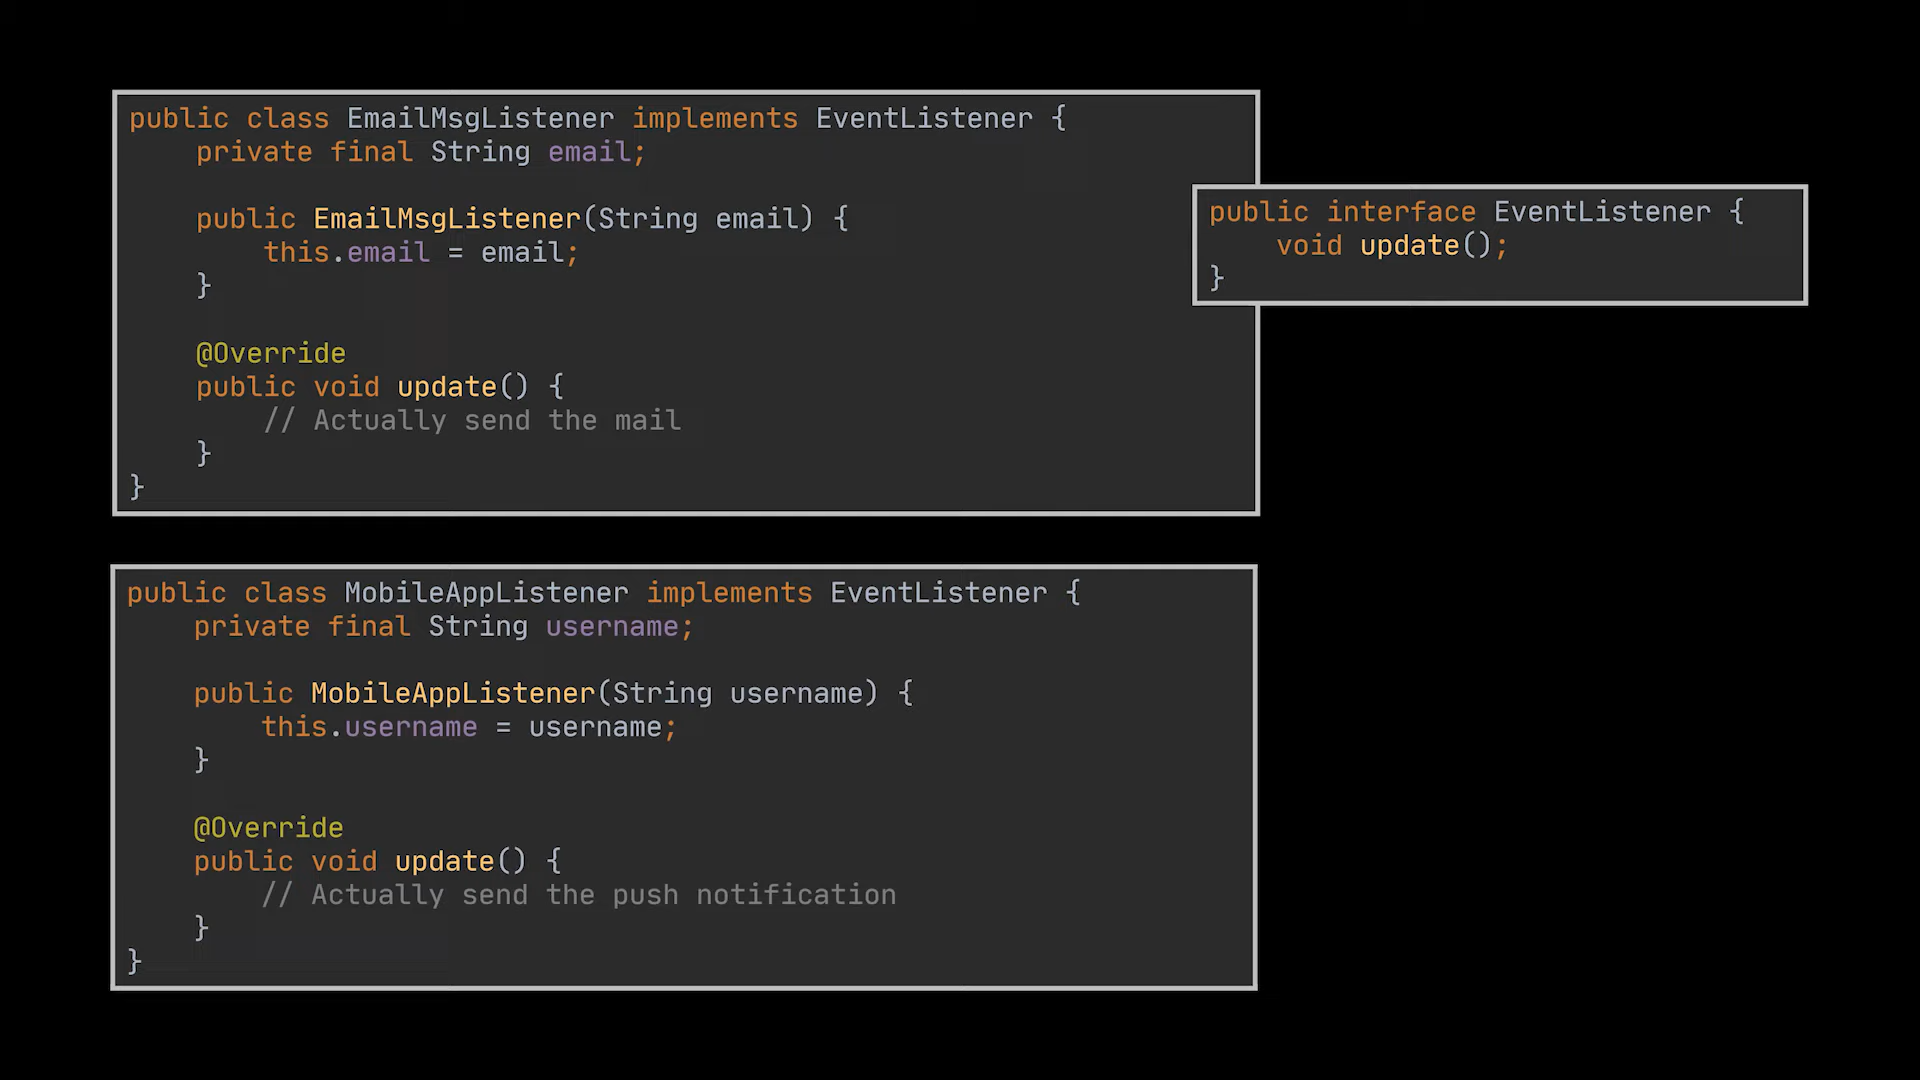 public class EmailMsgListener implements EventListener {
    private final String email;
    public EmailMsgListener(String email) {
        this.email = email;
    }
    @Override
    public void update() {
        // Actually send the mail
    }
}
public interface EventListener {
    void update();
}
public class MobileAppListener implements EventListener {
    private final String username;
    public MobileAppListener(String username) {
        this.username = username;
    }
    @Override
    public void update() {
        // Actually send the push notification
    }
}